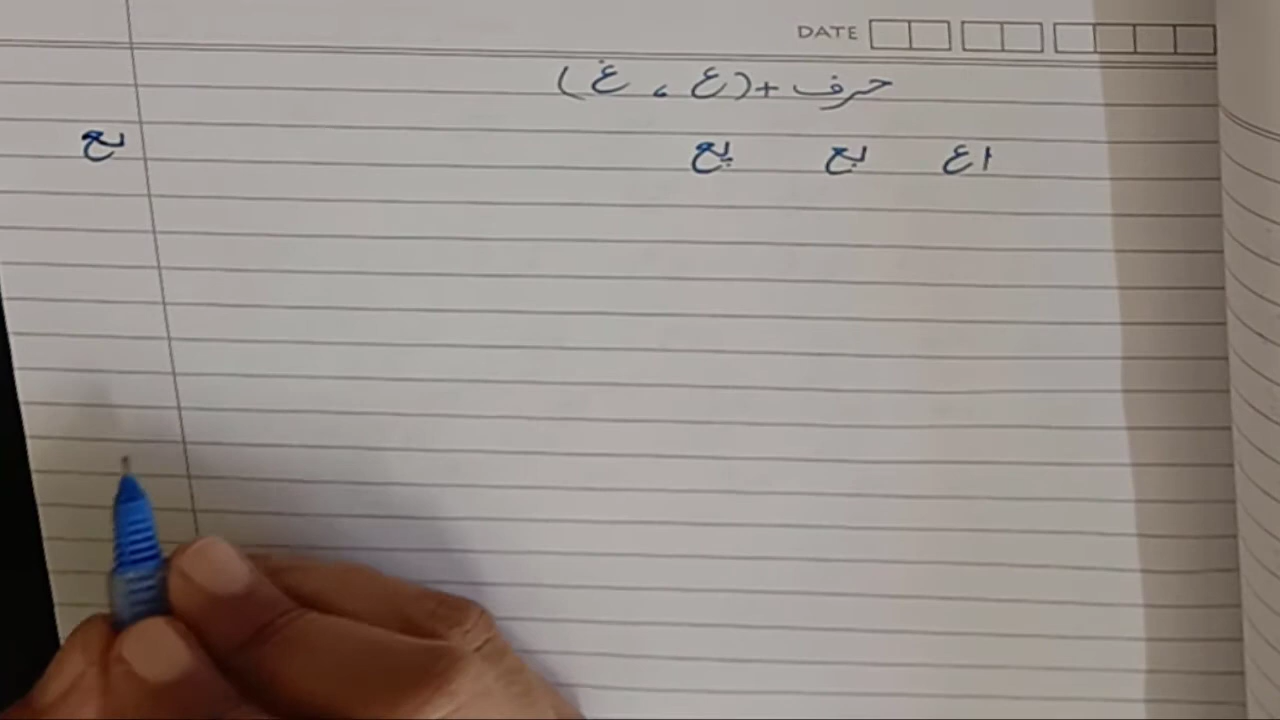 DATE
حرف + (ع ، غ)
اع بع پع ٮع